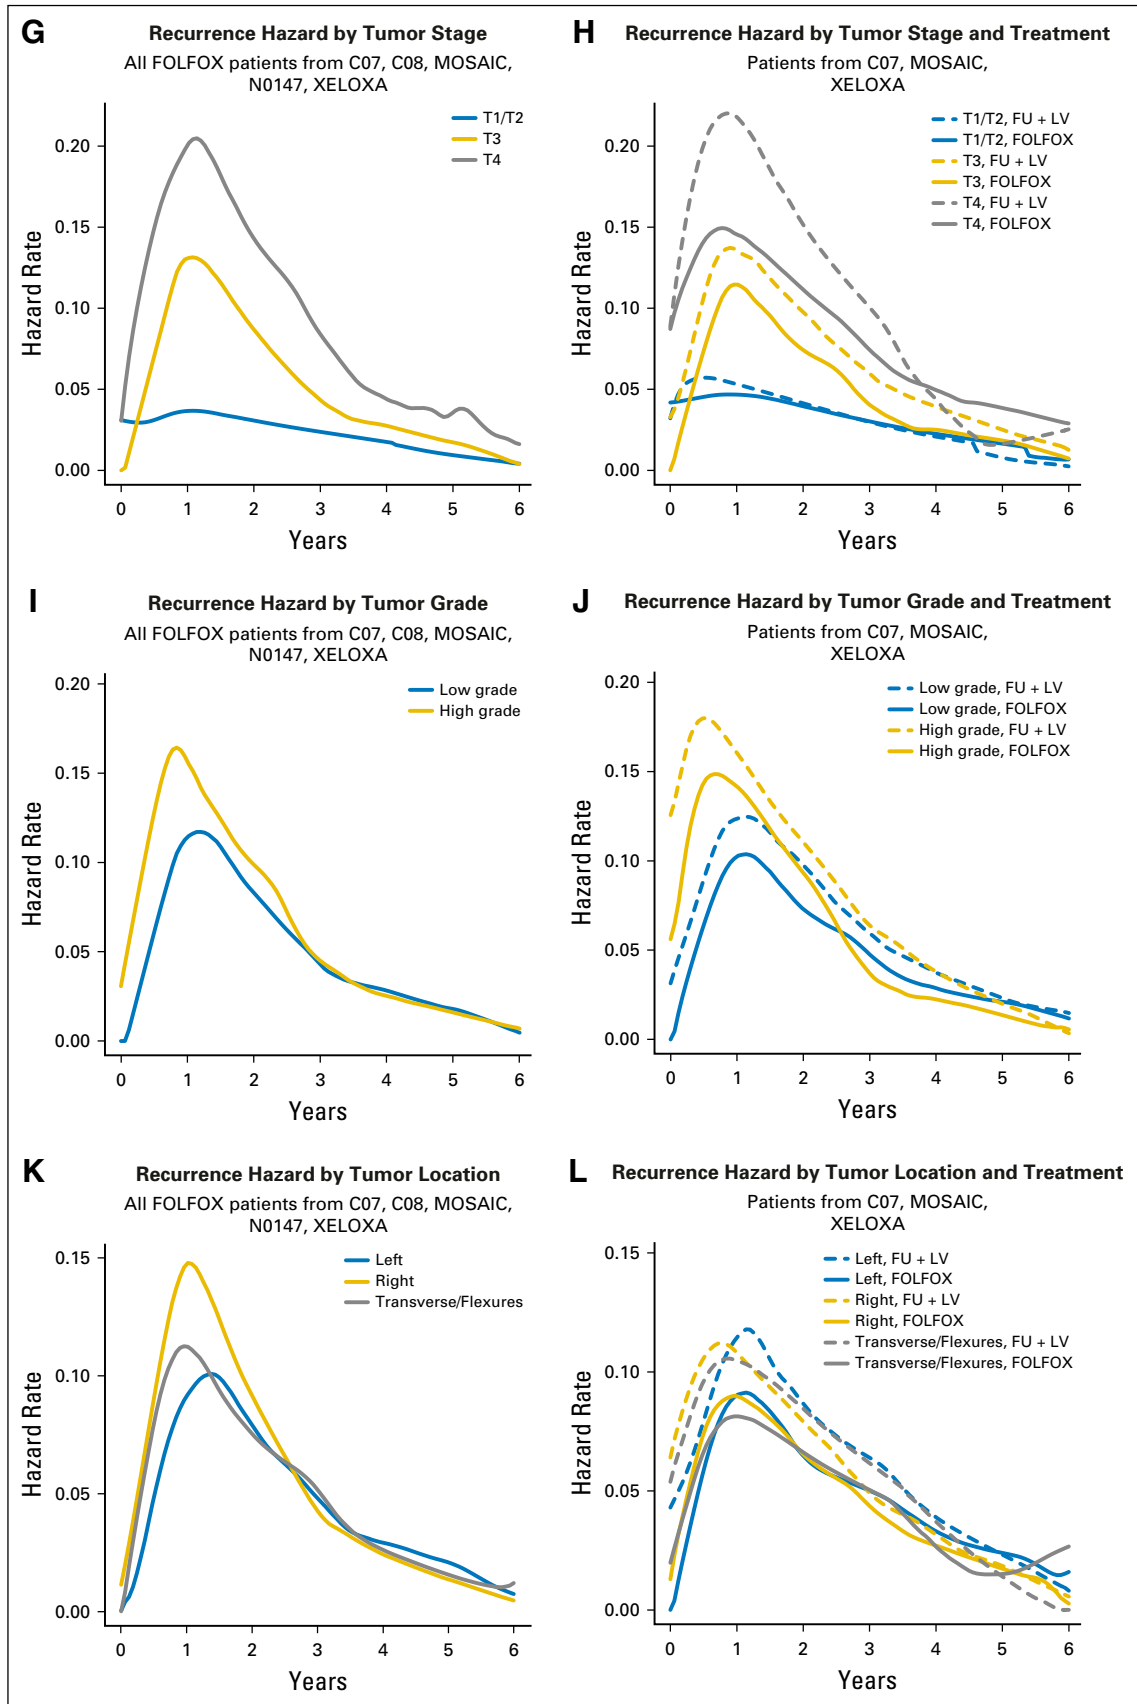 G Recurrence Hazard by Tumor Stage
All FOLFOX patients from C07, C08, MOSAIC,
N0147, XELOXA
T1/T2
T3
T4
0.20
0.15
0.10
0.05
0.00
Hazard Rate
0 1 2 3 4 5 6
Years
H Recurrence Hazard by Tumor Stage and Treatment
Patients from C07, MOSAIC,
XELOXA
T1/T2, FU + LV
T1/T2, FOLFOX
T3, FU + LV
T3, FOLFOX
T4, FU + LV
T4, FOLFOX
0.20
0.15
0.10
0.05
0.00
Hazard Rate
0 1 2 3 4 5 6
Years
I Recurrence Hazard by Tumor Grade
All FOLFOX patients from C07, C08, MOSAIC,
N0147, XELOXA
Low grade
High grade
0.20
0.15
0.10
0.05
0.00
Hazard Rate
0 1 2 3 4 5 6
Years
J Recurrence Hazard by Tumor Grade and Treatment
Patients from C07, MOSAIC,
XELOXA
Low grade, FU + LV
Low grade, FOLFOX
High grade, FU + LV
High grade, FOLFOX
0.20
0.15
0.10
0.05
0.00
Hazard Rate
0 1 2 3 4 5 6
Years
K Recurrence Hazard by Tumor Location
All FOLFOX patients from C07, C08, MOSAIC,
N0147, XELOXA
Left
Right
Transverse/Flexures
0.15
0.10
0.05
0.00
Hazard Rate
0 1 2 3 4 5 6
Years
L Recurrence Hazard by Tumor Location and Treatment
Patients from C07, MOSAIC,
XELOXA
Left, FU + LV
Left, FOLFOX
Right, FU + LV
Right, FOLFOX
Transverse/Flexures, FU + LV
Transverse/Flexures, FOLFOX
0.15
0.10
0.05
0.00
Hazard Rate
0 1 2 3 4 5 6
Years